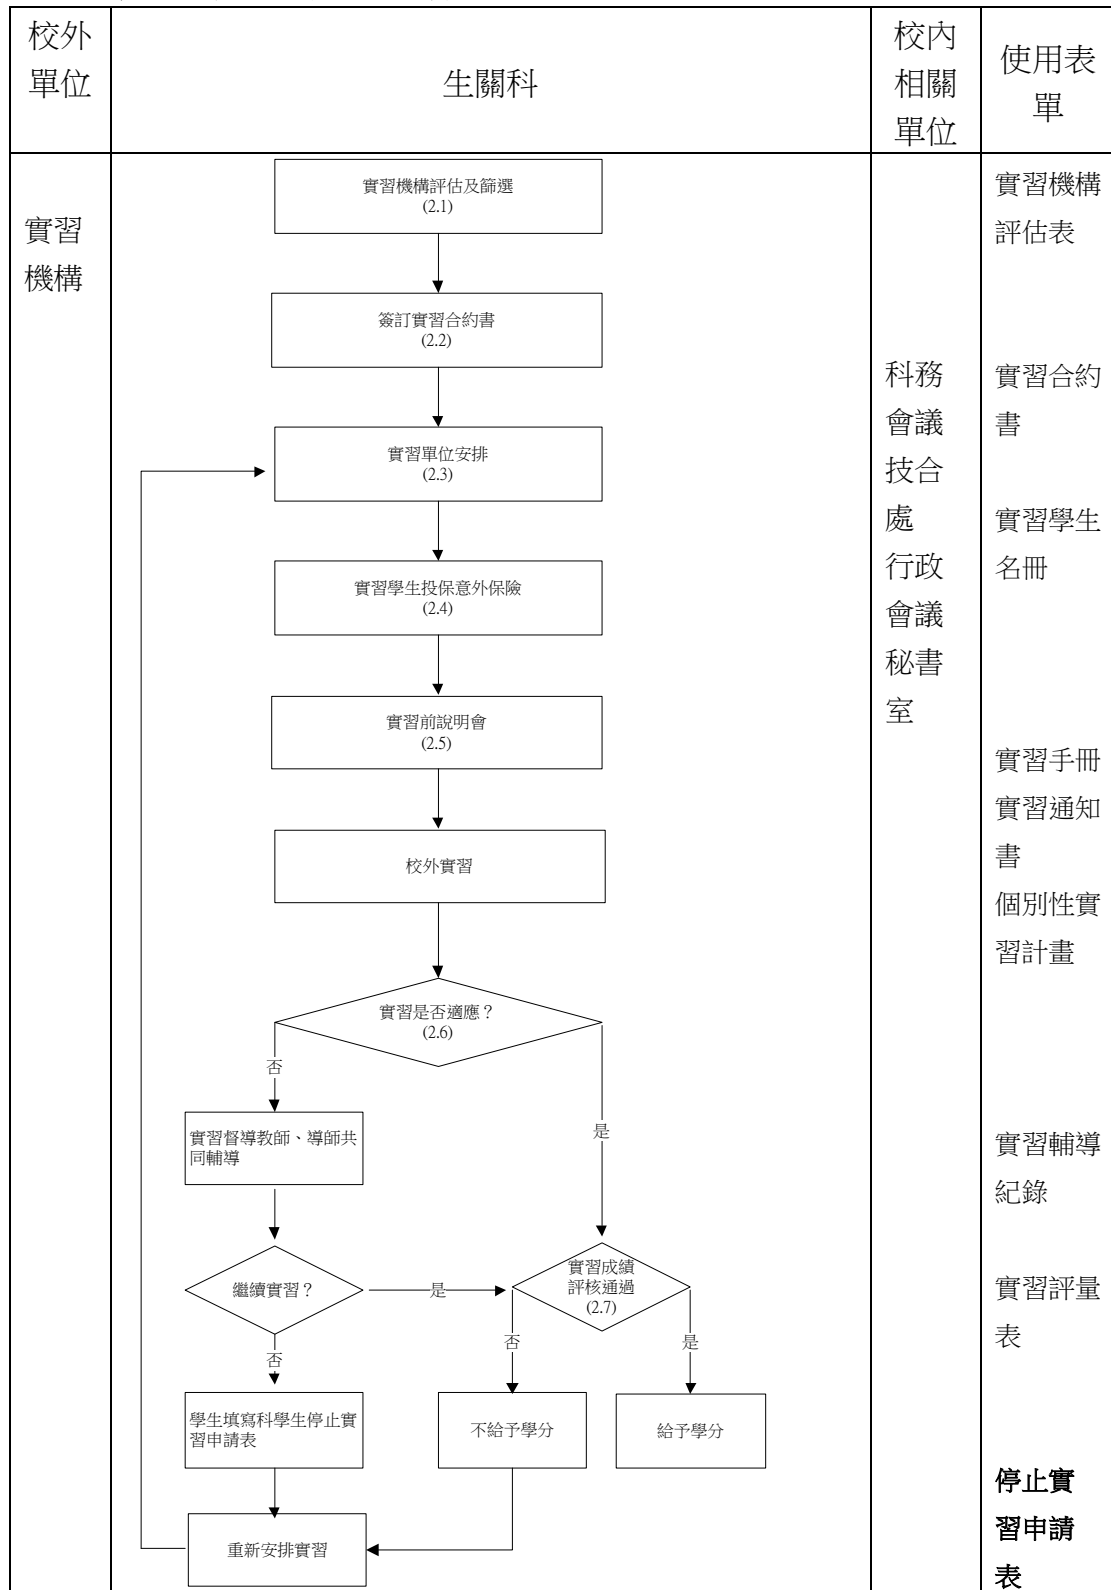 校外
單位
生關科
校內
相關
單位
使用表
單
實習
機構
實習機構評估及篩選
(2.1)
簽訂實習合約書
(2.2)
實習單位安排
(2.3)
實習學生投保意外保險
(2.4)
實習前說明會
(2.5)
校外實習
實習是否適應？
(2.6)
否
是
實習督導教師、導師共
同輔導
繼續實習？
是
實習成績
評核通過
(2.7)
否
否
是
學生填寫科學生停止實
習申請表
不給予學分
給予學分
重新安排實習
科務
會議
技合
處
行政
會議
秘書
室
實習機構
評估表
實習合約
書
實習學生
名冊
實習手冊
實習通知
書
個別性實
習計畫
實習輔導
紀錄
實習評量
表
停止實
習申請
表